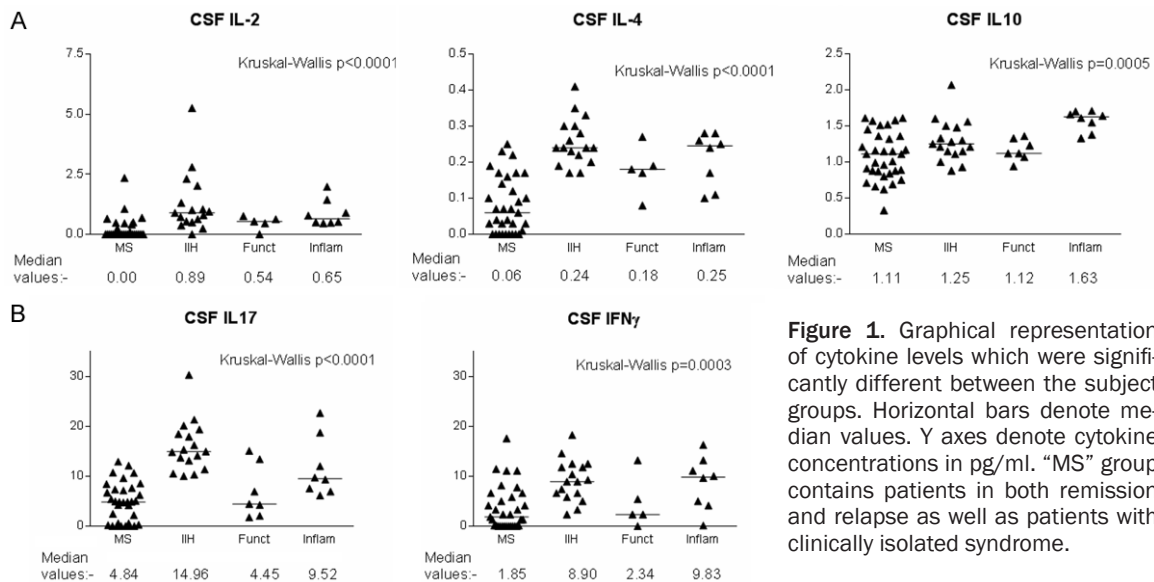 A
CSF IL-2
Kruskal-Wallis p<0.0001
7.5
5.0
2.5
0.0
MS IIH Funct Inflam
Median
values:- 0.00 0.89 0.54 0.65
CSF IL-4
Kruskal-Wallis p<0.0001
0.5
0.4
0.3
0.2
0.1
0.0
MS IIH Funct Inflam
Median
values:- 0.06 0.24 0.18 0.25
CSF IL10
Kruskal-Wallis p=0.0005
2.5
2.0
1.5
1.0
0.5
0.0
MS IIH Funct Inflam
Median
values:- 1.11 1.25 1.12 1.63
B
CSF IL17
Kruskal-Wallis p<0.0001
30
20
10
0
MS IIH Funct Inflam
Median
values:- 4.84 14.96 4.45 9.52
CSF IFNγ
Kruskal-Wallis p=0.0003
30
20
10
0
MS IIH Funct Inflam
Median
values:- 1.85 8.90 2.34 9.83
Figure 1. Graphical representation
of cytokine levels which were signifi-
cantly different between the subject
groups. Horizontal bars denote me-
dian values. Y axes denote cytokine
concentrations in pg/ml. “MS” group
contains patients in both remission
and relapse as well as patients with
clinically isolated syndrome.